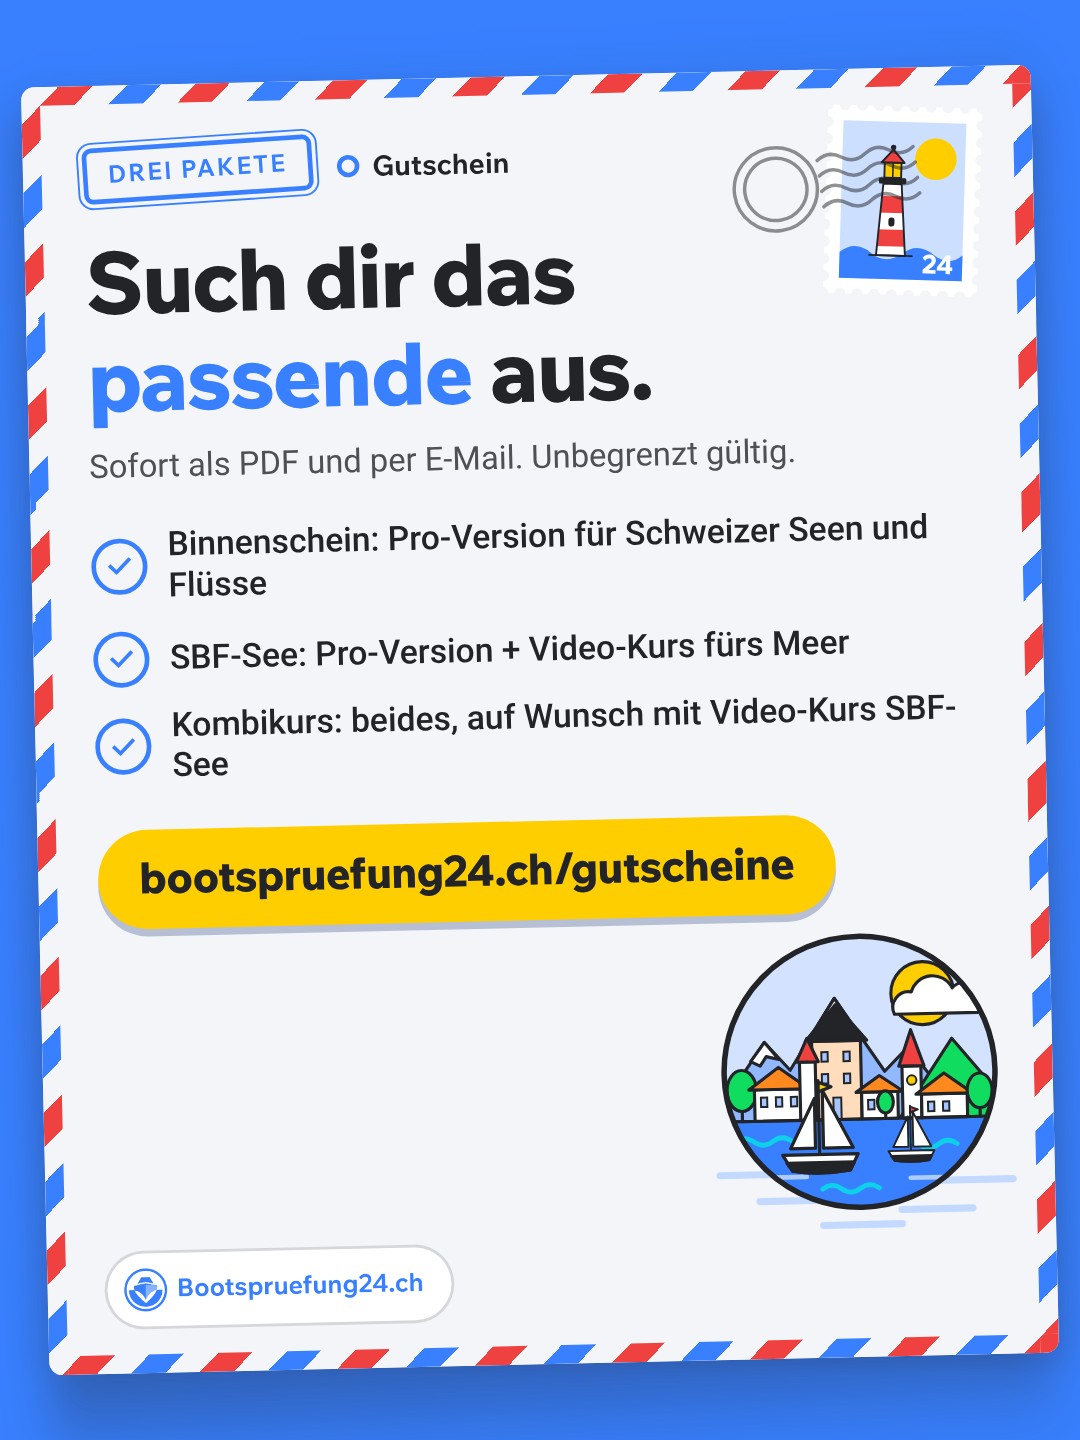 DREI PAKETE
Gutschein
24
Such dir das
passende aus.
Sofort als PDF und per E-Mail. Unbegrenzt gültig.
Binnenschein: Pro-Version für Schweizer Seen und
Flüsse
SBF-See: Pro-Version + Video-Kurs fürs Meer
Kombikurs: beides, auf Wunsch mit Video-Kurs SBF-
See
bootspruefung24.ch/gutscheine
Bootspruefung24.ch